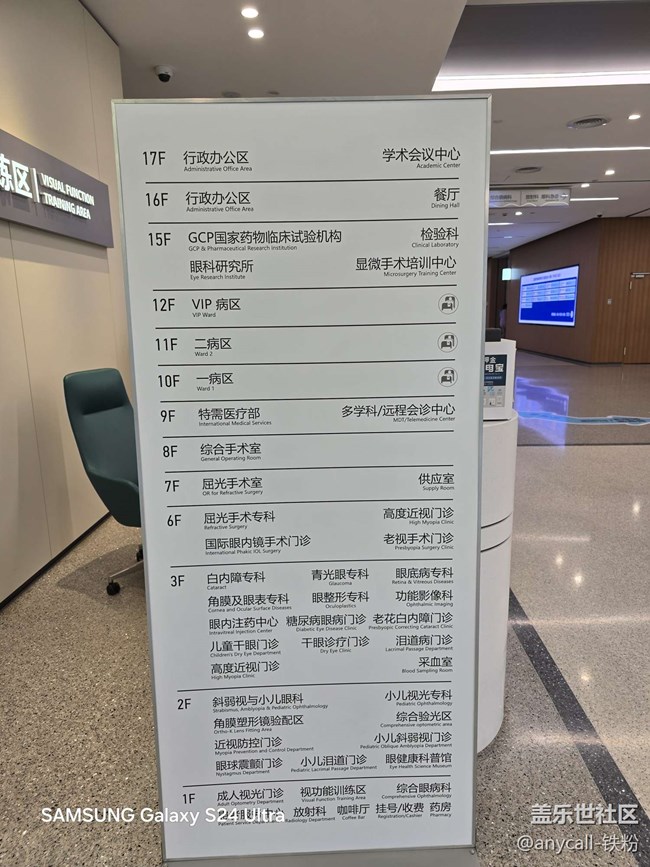 练区
VISUAL FUNCTION
TRAINING AREA
17F 行政办公区 学术会议中心
Administrative Office Area Academic Center
16F 行政办公区 餐厅
Administrative Office Area Dining Hall
15F GCP国家药物临床试验机构 检验科
GCP & Pharmaceutical Research Institution Clinical Laboratory
眼科研究所 显微手术培训中心
Eye Research Institute Microsurgery Training Center
12F VIP 病区
VIP Ward
11F 二病区
Ward 2
10F 一病区
Ward 1
9F 特需医疗部 多学科/远程会诊中心
International Medical Services MDT/Telemedicine Center
8F 综合手术室
General Operating Room
7F 屈光手术室 供应室
OR for Refractive Surgery Supply Room
6F 屈光手术专科 高度近视门诊
Refractive Surgery High Myopia Clinic
国际眼内镜手术门诊 老视手术门诊
International Phakic IOL Surgery Presbyopia Surgery Clinic
3F 白内障专科 青光眼专科 眼底病专科
Cataract Glaucoma Retina & Vitreous Diseases
角膜及眼表专科 眼整形专科 功能影像科
Cornea and Ocular Surface Diseases Oculoplastics Ophthalmic Imaging
眼内注药中心 糖尿病眼病门诊 老花白内障门诊
Intravitreal Injection Center Diabetic Eye Disease Clinic Presbyopic Correcting Cataract Clinic
儿童干眼门诊 干眼诊疗门诊 泪道病门诊
Children's Dry Eye Department Dry Eye Clinic Lacrimal Passage Department
高度近视门诊 采血室
High Myopia Clinic Blood Sampling Room
2F 斜弱视与小儿眼科 小儿视光专科
Strabismus, Amblyopia & Pediatric Ophthalmology Pediatric Ophthalmology
角膜塑形镜验配区 综合验光区
Ortho-K Lens Fitting Area Comprehensive optometric area
近视防控门诊 小儿斜弱视门诊
Myopia Prevention and Control Department Pediatric Oblique Amblyopia Department
眼球震颤门诊 小儿泪道门诊 眼健康科普馆
Nystagmus Department Pediatric Lacrimal Passage Department Eye Health Science Museum
1F 成人视光门诊 视功能训练区 综合眼病科
Adult Optometry Department Visual Function Training Area Comprehensive Ophthalmology
放射科 咖啡厅 挂号/收费 药房
Radiology Department Coffee Bar Registration/Cashier Pharmacy
SAMSUNG Galaxy S24 Ultra
盖乐世社区
@anycall-铁粉